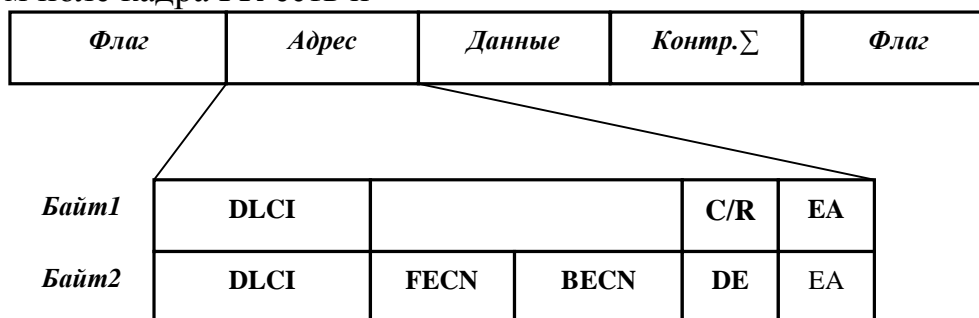 Флаг Адрес Данные Контр.∑ Флаг
Байт1 DLCI C/R EA
Байт2 DLCI FECN BECN DE EA